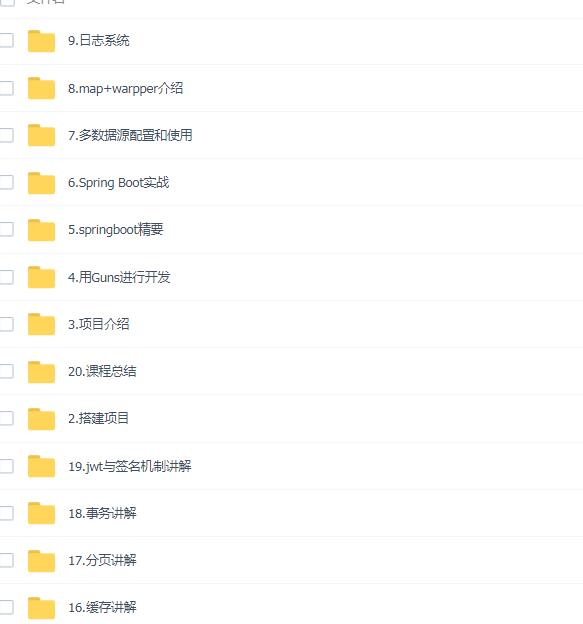 文件名
9.日志系统
8.map+warpper介绍
7.多数据源配置和使用
6.Spring Boot实战
5.springboot精要
4.用Guns进行开发
3.项目介绍
20.课程总结
2.搭建项目
19.jwt与签名机制讲解
18.事务讲解
17.分页讲解
16.缓存讲解